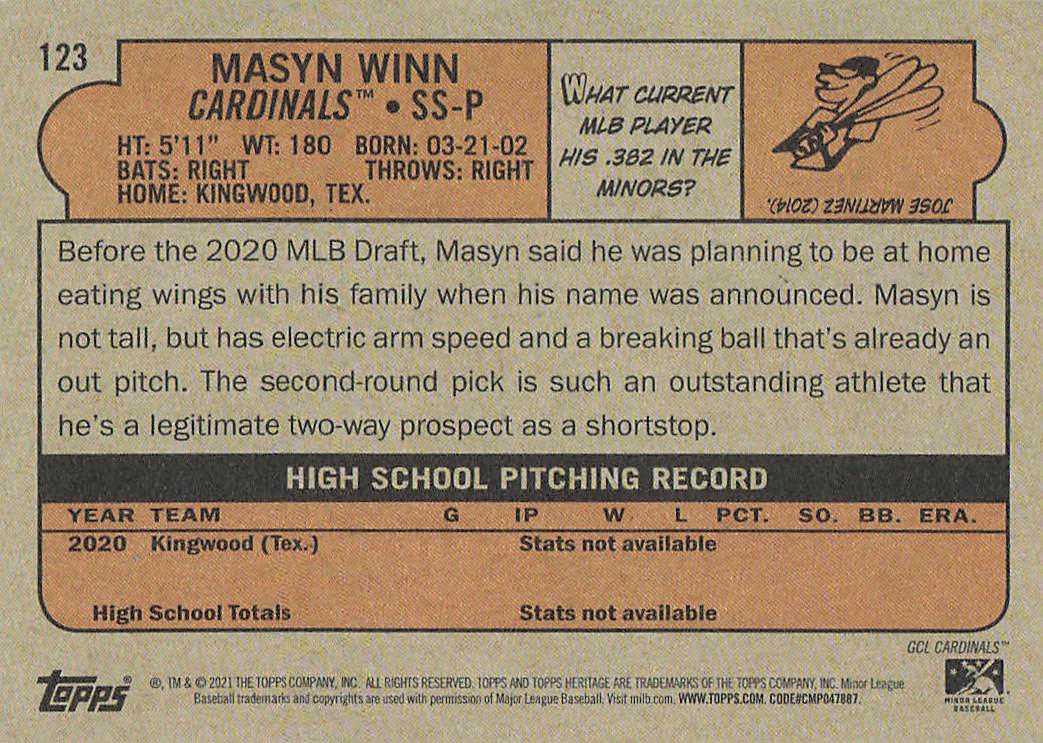 123
MASYN WINN
CARDINALS™ • SS-P
HT: 5'11" WT: 180 BORN: 03-21-02
BATS: RIGHT THROWS: RIGHT
HOME: KINGWOOD, TEX.
WHAT CURRENT
MLB PLAYER
HIS .382 IN THE
MINORS?
JOSE MARTINEZ (2014).
Before the 2020 MLB Draft, Masyn said he was planning to be at home
eating wings with his family when his name was announced. Masyn is
not tall, but has electric arm speed and a breaking ball that's already an
out pitch. The second-round pick is such an outstanding athlete that
he's a legitimate two-way prospect as a shortstop.
HIGH SCHOOL PITCHING RECORD
YEAR TEAM G IP W L PCT. SO. BB. ERA.
2020 Kingwood (Tex.) Stats not available
High School Totals Stats not available
GCL CARDINALS™
Topps®
®, TM & © 2021 THE TOPPS COMPANY, INC. ALL RIGHTS RESERVED. TOPPS AND TOPPS HERITAGE ARE TRADEMARKS OF THE TOPPS COMPANY, INC. Minor League
Baseball trademarks and copyrights are used with permission of Major League Baseball. Visit milb.com. WWW.TOPPS.COM. CODE#CMP047887.
MINOR LEAGUE
BASEBALL